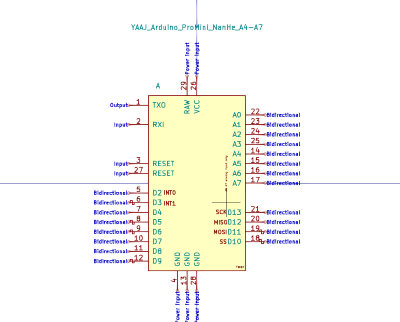 YAAJ_Arduino_ProMini_NanHe_A4-A7
Power Input
Power Input
29
26
A
RAW
VCC
Output 1 TXO
Input 2 RXI
Input 3 RESET
Input 27 RESET
Bidirectional 5 D2 INT0
Bidirectional 6 D3 INT1
Bidirectional 7 D4
Bidirectional 8 D5
Bidirectional 9 D6
Bidirectional 10 D7
Bidirectional 11 D8
Bidirectional 12 D9
A0 22 Bidirectional
A1 23 Bidirectional
A2 24 Bidirectional
A3 25 Bidirectional
A4 14 Bidirectional
A5 15 Bidirectional
A6 16 Bidirectional
A7 17 Bidirectional
SCK D13 21 Bidirectional
MISO D12 20 Bidirectional
MOSI D11 19 Bidirectional
SS D10 18 Bidirectional
GND
GND
GND
4
13
28
Power Input
Power Input
Power Input